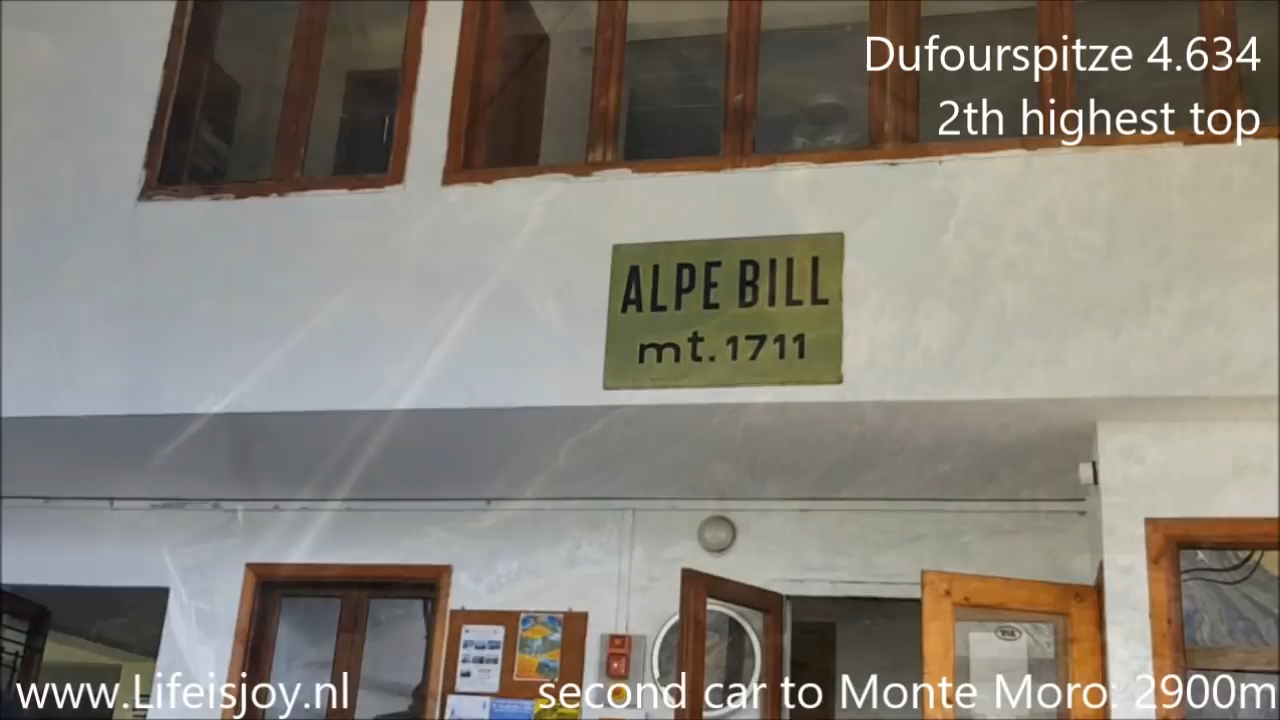 Dufourspitze 4.634
2th highest top
ALPE BILL
mt. 1711
www.Lifeisjoy.nl
second car to Monte Moro: 2900m